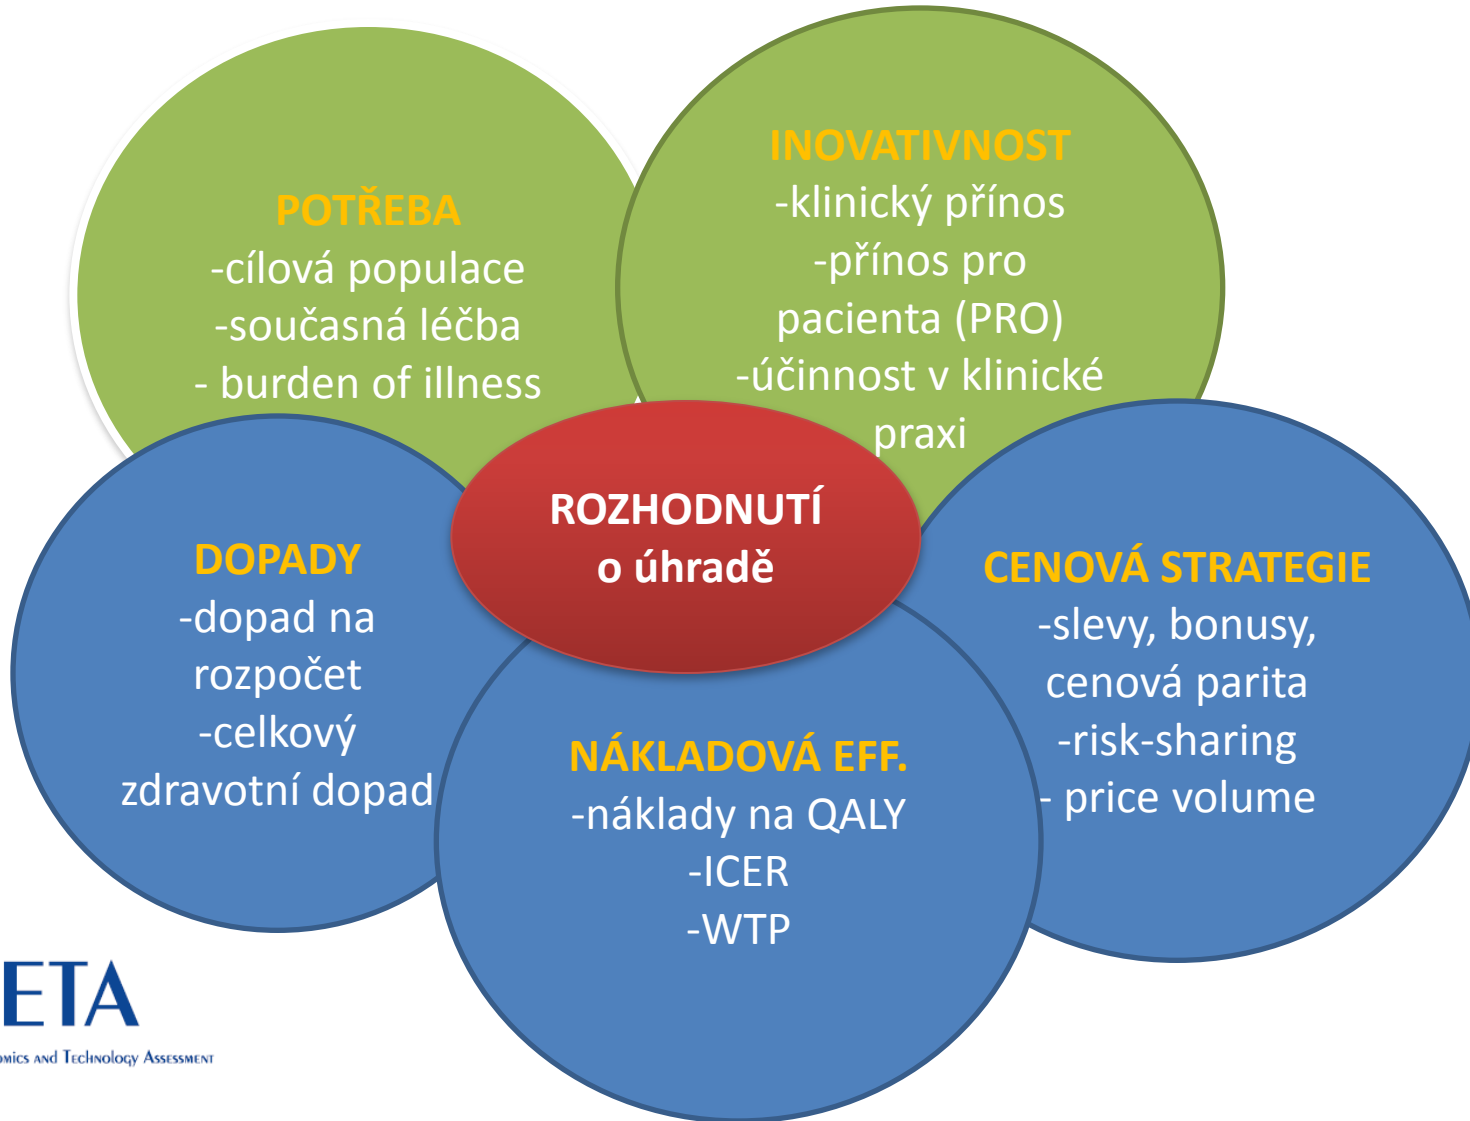 POTŘEBA
-cílová populace
-současná léčba
- burden of illness
INOVATIVNOST
-klinický přínos
-přínos pro
pacienta (PRO)
-účinnost v klinické
praxi
ROZHODNUTÍ
o úhradě
DOPADY
-dopad na
rozpočet
-celkový
zdravotní dopad
NÁKLADOVÁ EFF.
-náklady na QALY
-ICER
-WTP
CENOVÁ STRATEGIE
-slevy, bonusy,
cenová parita
-risk-sharing
- price volume
ETA
omics and Technology Assessment